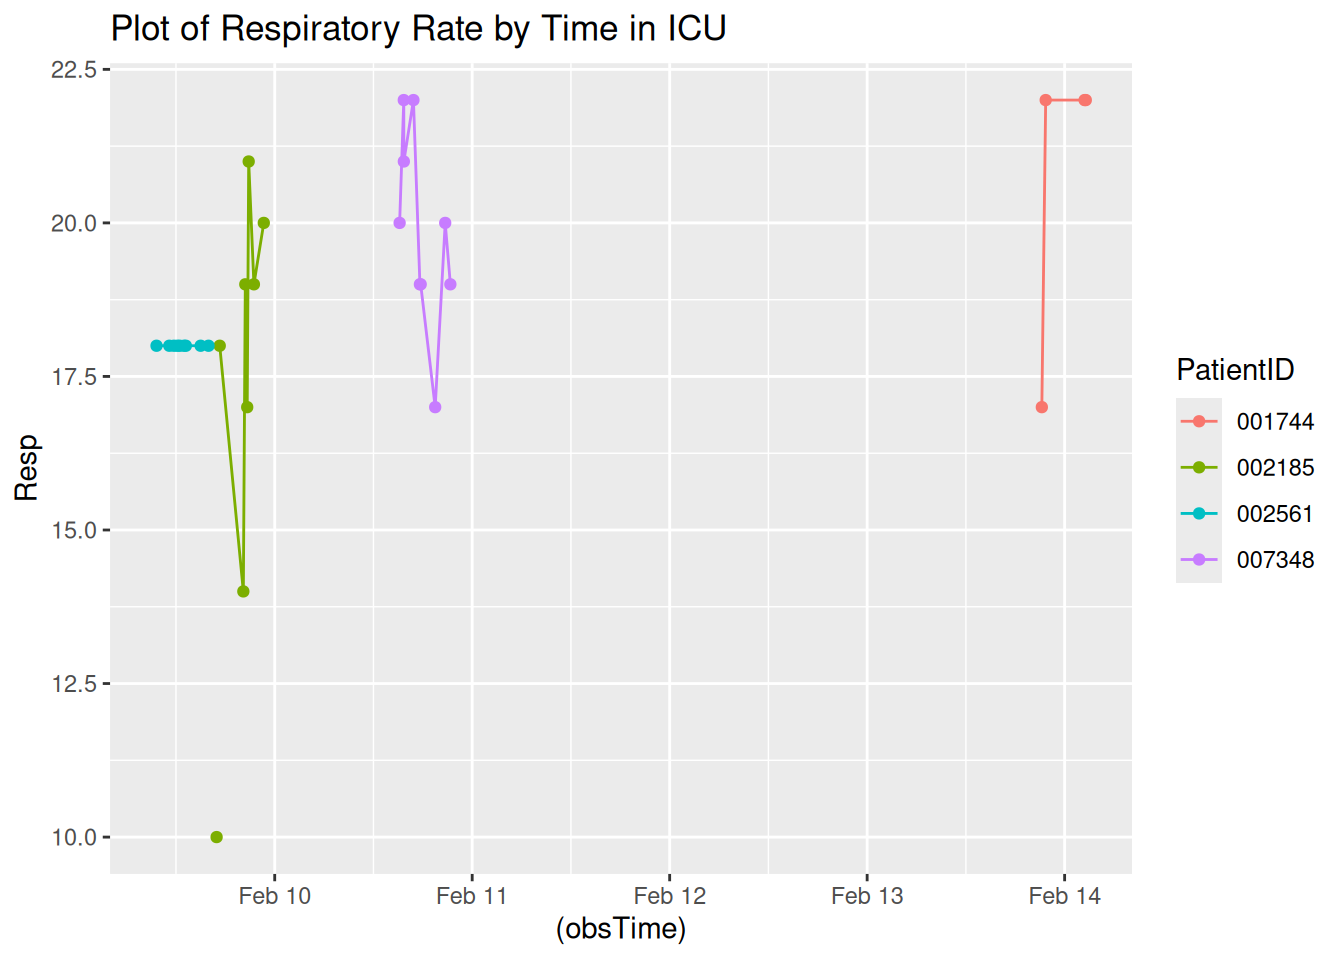 Plot of Respiratory Rate by Time in ICU
22.5
20.0
17.5
15.0
12.5
10.0
Resp
Feb 10
Feb 11
Feb 12
Feb 13
Feb 14
(obsTime)
PatientID
001744
002185
002561
007348